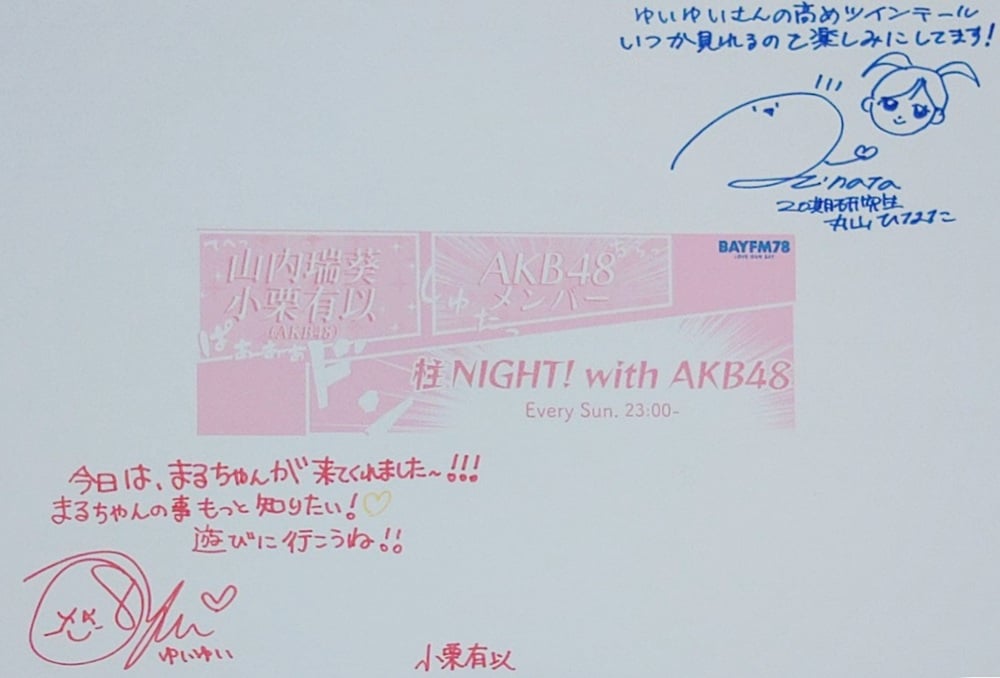 ゆいゆいさんの高めツインテール
いつか見れるの楽しみにしてます!
Hinata
20期研究生
丸山ひなた
てへっ
山内瑞葵
小栗有以
(AKB48)
AKB48
メンバー
BAYFM78
柱NIGHT! with AKB48
Every Sun. 23:00-
今日は、まるちゃんが来てくれました〜!!!
まるちゃんの事もっと知りたい!♡
遊びに行こうね!!
ゆいゆい
小栗有以